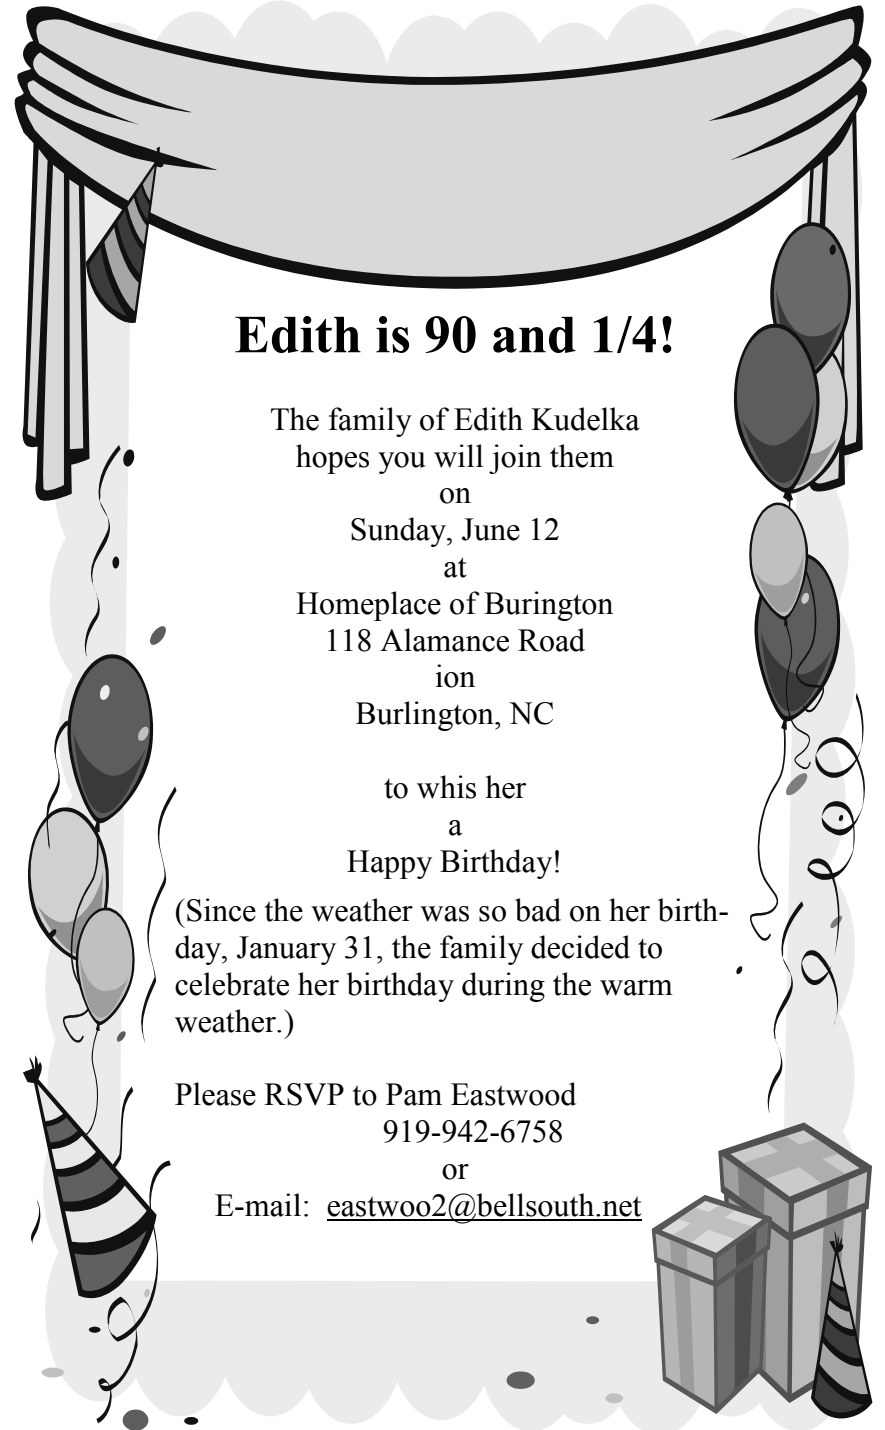 Edith is 90 and 1/4!
The family of Edith Kudelka
hopes you will join them
on
Sunday, June 12
at
Homeplace of Burington
118 Alamance Road
ion
Burlington, NC
to whis her
a
Happy Birthday!
(Since the weather was so bad on her birth-
day, January 31, the family decided to
celebrate her birthday during the warm
weather.)
Please RSVP to Pam Eastwood
919-942-6758
or
E-mail: eastwoo2@bellsouth.net